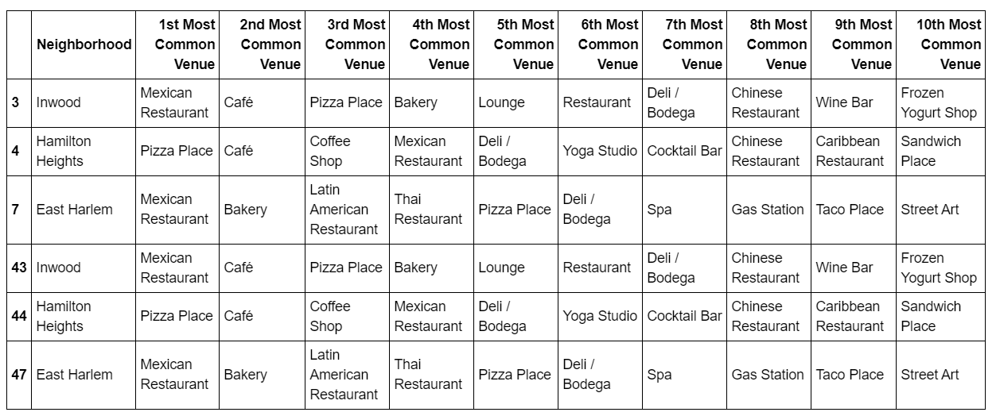 Neighborhood 1st Most Common Venue 2nd Most Common Venue 3rd Most Common Venue 4th Most Common Venue 5th Most Common Venue 6th Most Common Venue 7th Most Common Venue 8th Most Common Venue 9th Most Common Venue 10th Most Common Venue
3 Inwood Mexican Restaurant Café Pizza Place Bakery Lounge Restaurant Deli / Bodega Chinese Restaurant Wine Bar Frozen Yogurt Shop
4 Hamilton Heights Pizza Place Café Coffee Shop Mexican Restaurant Deli / Bodega Yoga Studio Cocktail Bar Chinese Restaurant Caribbean Restaurant Sandwich Place
7 East Harlem Mexican Restaurant Bakery Latin American Restaurant Thai Restaurant Pizza Place Deli / Bodega Spa Gas Station Taco Place Street Art
43 Inwood Mexican Restaurant Café Pizza Place Bakery Lounge Restaurant Deli / Bodega Chinese Restaurant Wine Bar Frozen Yogurt Shop
44 Hamilton Heights Pizza Place Café Coffee Shop Mexican Restaurant Deli / Bodega Yoga Studio Cocktail Bar Chinese Restaurant Caribbean Restaurant Sandwich Place
47 East Harlem Mexican Restaurant Bakery Latin American Restaurant Thai Restaurant Pizza Place Deli / Bodega Spa Gas Station Taco Place Street Art